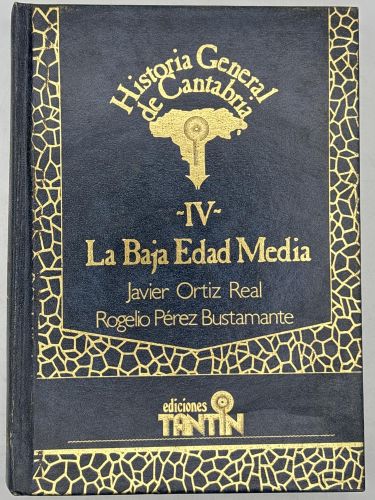 Historia General
de Cantabria
-IV-
La Baja Edad Media
Javier Ortiz Real
Rogelio Pérez Bustamante
ediciones
TANTIN